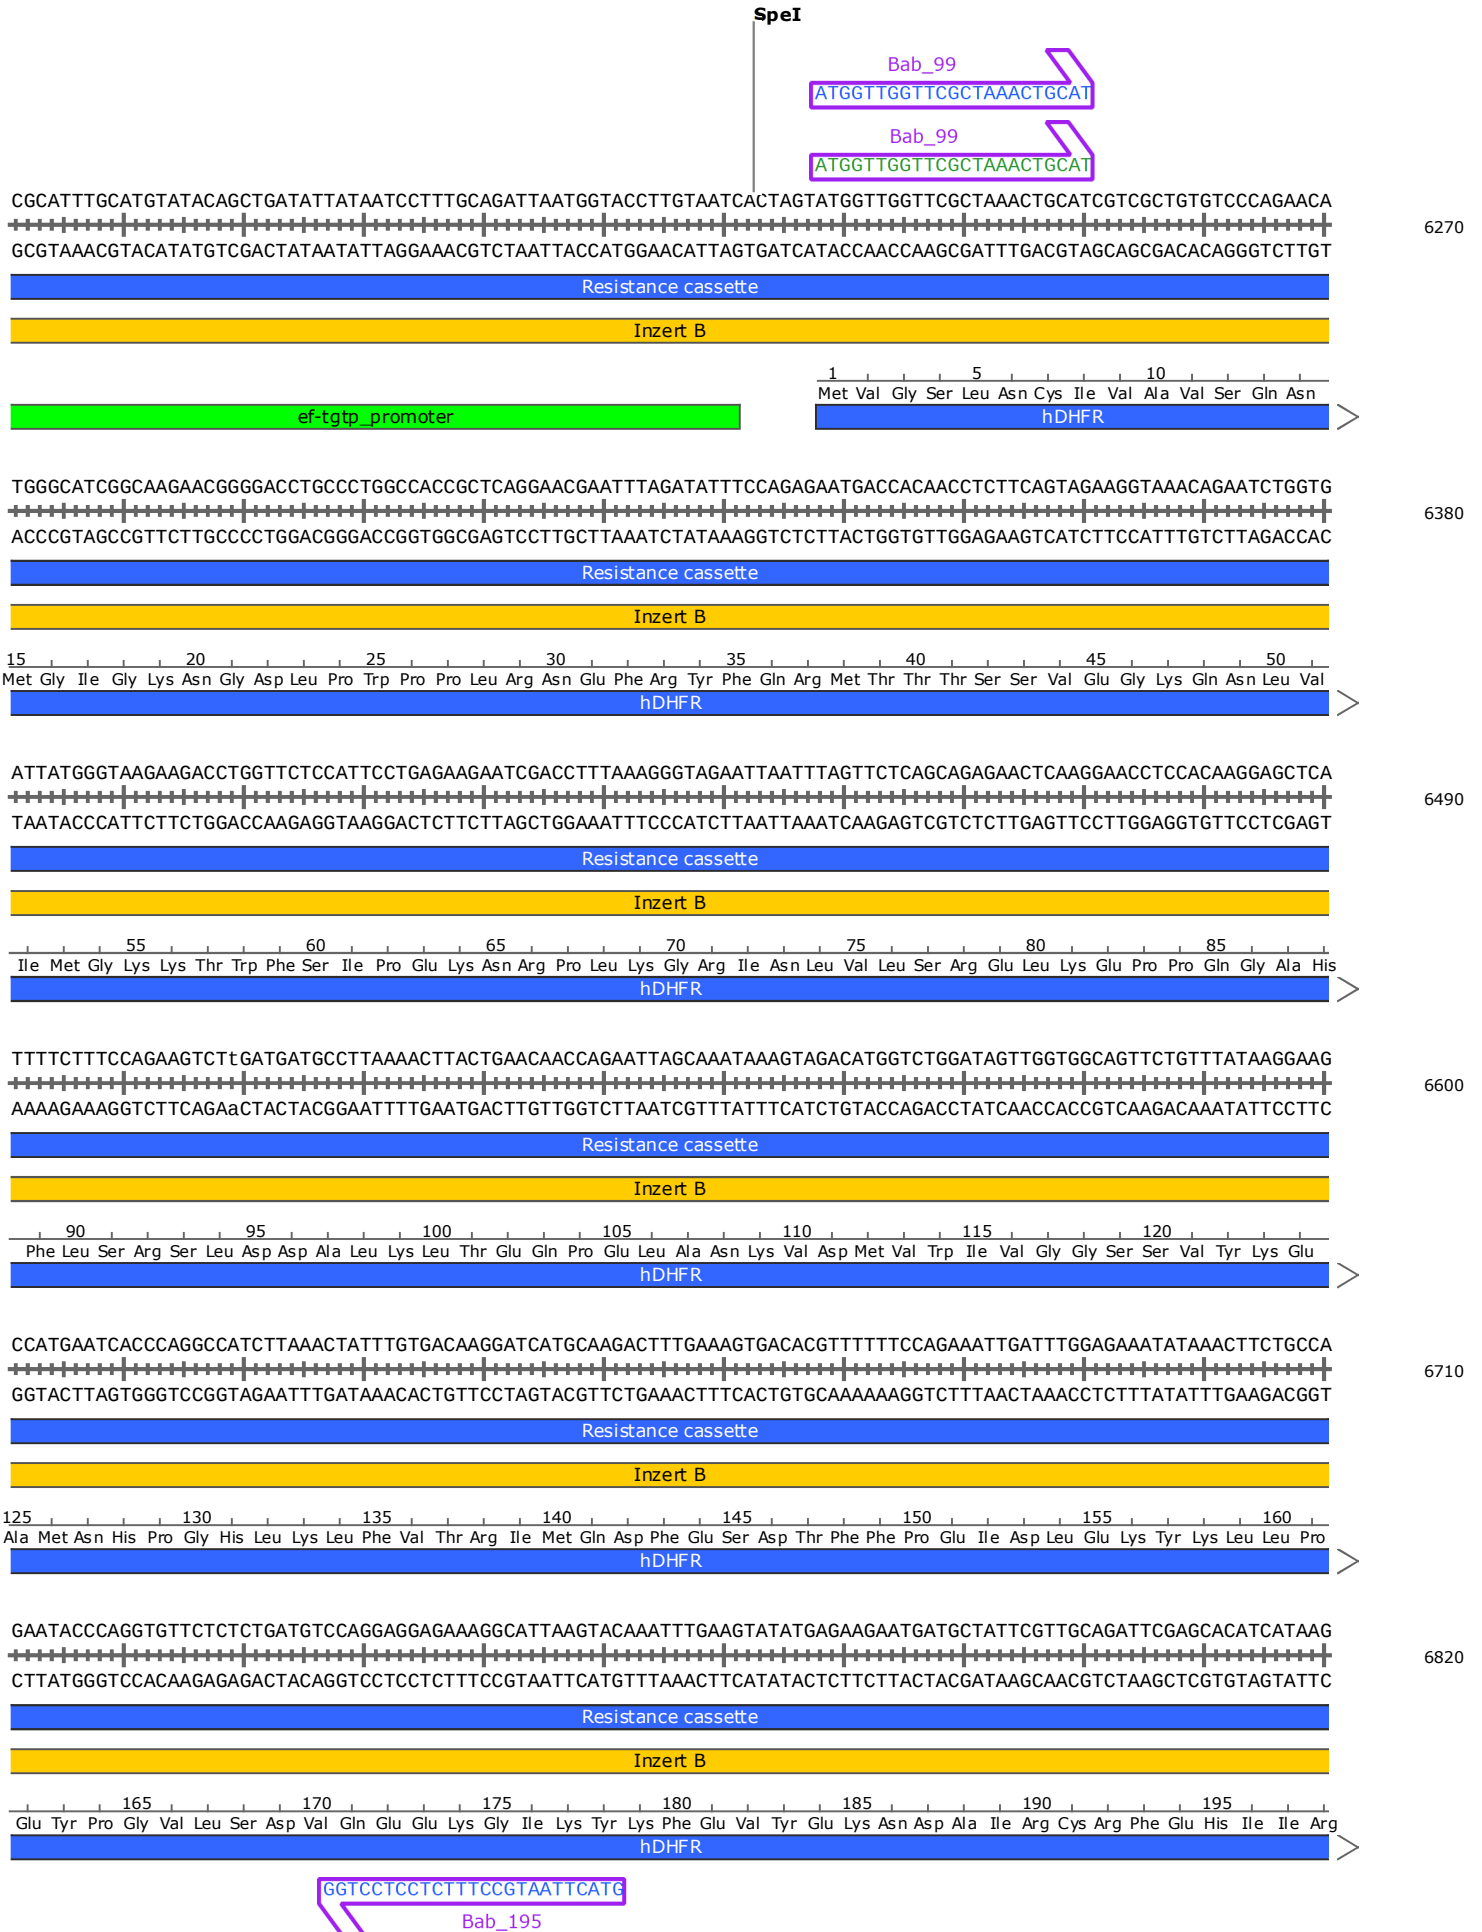 SpeI
Bab_99
ATGGTTGGTTCGCTAAACTGCAT
Bab_99
ATGGTTGGTTCGCTAAACTGCAT
CGCATTTGCATGTATACAGCTGATATTATAATCCTTTGCAGATTAATGGTACCTTGTAATCACTAGTATGGTTGGTTCGCTAAACTGCATCGTCGCTGTGTCCCAGAACA
6270
GCGTAAACGTACATATGTCGACTATAATATTAGGAAACGTCTAATTACCATGGAACATTAGTGATCATACCAACCAAGCGATTTGACGTAGCAGCGACACAGGGTCTTGT
Resistance cassette
Inzert B
1 5 10
Met Val Gly Ser Leu Asn Cys Ile Val Ala Val Ser Gln Asn
ef-tgtp_promoter hDHFR
TGGGCATCGGCAAGAACGGGGACCTGCCCTGGCCACCGCTCAGGAACGAATTTAGATATTTCCAGAGAATGACCACAACCTCTTCAGTAGAAGGTAAACAGAATCTGGTG
6380
ACCCGTAGCCGTTCTTGCCCCTGGACGGGACCGGTGGCGAGTCCTTGCTTAAATCTATAAAGGTCTCTTACTGGTGTTGGAGAAGTCATCTTCCATTTGTCTTAGACCAC
Resistance cassette
Inzert B
15 20 25 30 35 40 45 50
Met Gly Ile Gly Lys Asn Gly Asp Leu Pro Trp Pro Pro Leu Arg Asn Glu Phe Arg Tyr Phe Gln Arg Met Thr Thr Thr Ser Ser Val Glu Gly Lys Gln Asn Leu Val
hDHFR
ATTATGGGTAAGAAGACCTGGTTCTCCATTCCTGAGAAGAATCGACCTTTAAAGGGTAGAATTAATTTAGTTCTCAGCAGAGAACTCAAGGAACCTCCACAAGGAGCTCA
6490
TAATACCCATTCTTCTGGACCAAGAGGTAAGGACTCTTCTTAGCTGGAAATTTCCCATCTTAATTAAATCAAGAGTCGTCTCTTGAGTTCCTTGGAGGTGTTCCTCGAGT
Resistance cassette
Inzert B
55 60 65 70 75 80 85
Ile Met Gly Lys Lys Thr Trp Phe Ser Ile Pro Glu Lys Asn Arg Pro Leu Lys Gly Arg Ile Asn Leu Val Leu Ser Arg Glu Leu Lys Glu Pro Pro Gln Gly Ala His
hDHFR
TTTTCTTTCCAGAAGTCTtGATGATGCCTTAAAACTTACTGAACAACCAGAATTAGCAAATAAAGTAGACATGGTCTGGATAGTTGGTGGCAGTTCTGTTTATAAGGAAG
6600
AAAAGAAAGGTCTTCAGAaCTACTACGGAATTTTGAATGACTTGTTGGTCTTAATCGTTTATTTCATCTGTACCAGACCTATCAACCACCGTCAAGACAAATATTCCTTC
Resistance cassette
Inzert B
90 95 100 105 110 115 120
Phe Leu Ser Arg Ser Leu Asp Asp Ala Leu Lys Leu Thr Glu Gln Pro Glu Leu Ala Asn Lys Val Asp Met Val Trp Ile Val Gly Gly Ser Ser Val Tyr Lys Glu
hDHFR
CCATGAATCACCCAGGCCATCTTAAACTATTTGTGACAAGGATCATGCAAGACTTTGAAAGTGACACGTTTTTTCCAGAAATTGATTTGGAGAAATATAAACTTCTGCCA
6710
GGTACTTAGTGGGTCCGGTAGAATTTGATAAACACTGTTCCTAGTACGTTCTGAAACTTTCACTGTGCAAAAAAGGTCTTTAACTAAACCTCTTTATATTTGAAGACGGT
Resistance cassette
Inzert B
125 130 135 140 145 150 155 160
Ala Met Asn His Pro Gly His Leu Lys Leu Phe Val Thr Arg Ile Met Gln Asp Phe Glu Ser Asp Thr Phe Phe Pro Glu Ile Asp Leu Glu Lys Tyr Lys Leu Leu Pro
hDHFR
GAATACCCAGGTGTTCTCTCTGATGTCCAGGAGGAGAAAGGCATTAAGTACAAATTTGAAGTATATGAGAAGAATGATGCTATTCGTTGCAGATTCGAGCACATCATAAG
6820
CTTATGGGTCCACAAGAGAGACTACAGGTCCTCCTCTTTCCGTAATTCATGTTTAAACTTCATATACTCTTCTTACTACGATAAGCAACGTCTAAGCTCGTGTAGTATTC
Resistance cassette
Inzert B
165 170 175 180 185 190 195
Glu Tyr Pro Gly Val Leu Ser Asp Val Gln Glu Glu Lys Gly Ile Lys Tyr Lys Phe Glu Val Tyr Glu Lys Asn Asp Ala Ile Arg Cys Arg Phe Glu His Ile Ile Arg
hDHFR
GGTCCTCCTCTTTCCGTAATTCATG
Bab_195